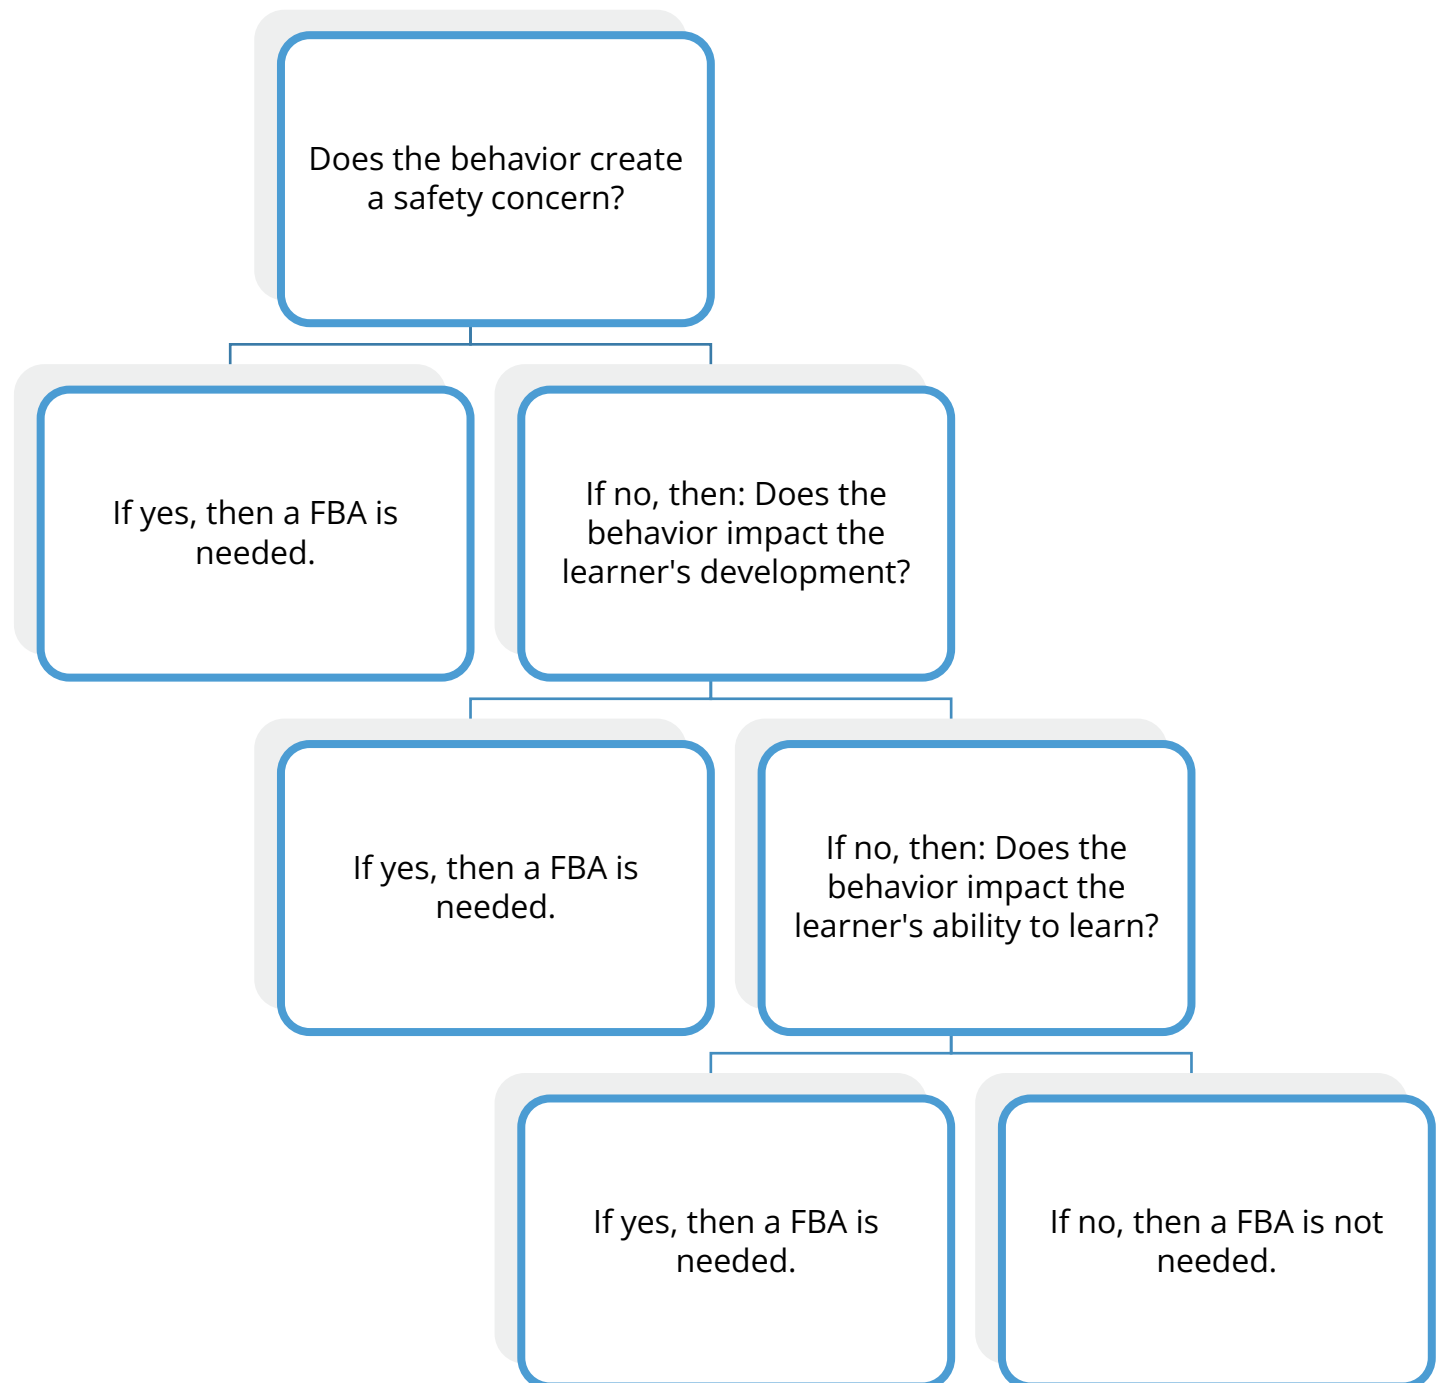 Does the behavior create
a safety concern?
If yes, then a FBA is
needed.
If no, then: Does the
behavior impact the
learner's development?
If yes, then a FBA is
needed.
If no, then: Does the
behavior impact the
learner's ability to learn?
If yes, then a FBA is
needed.
If no, then a FBA is not
needed.